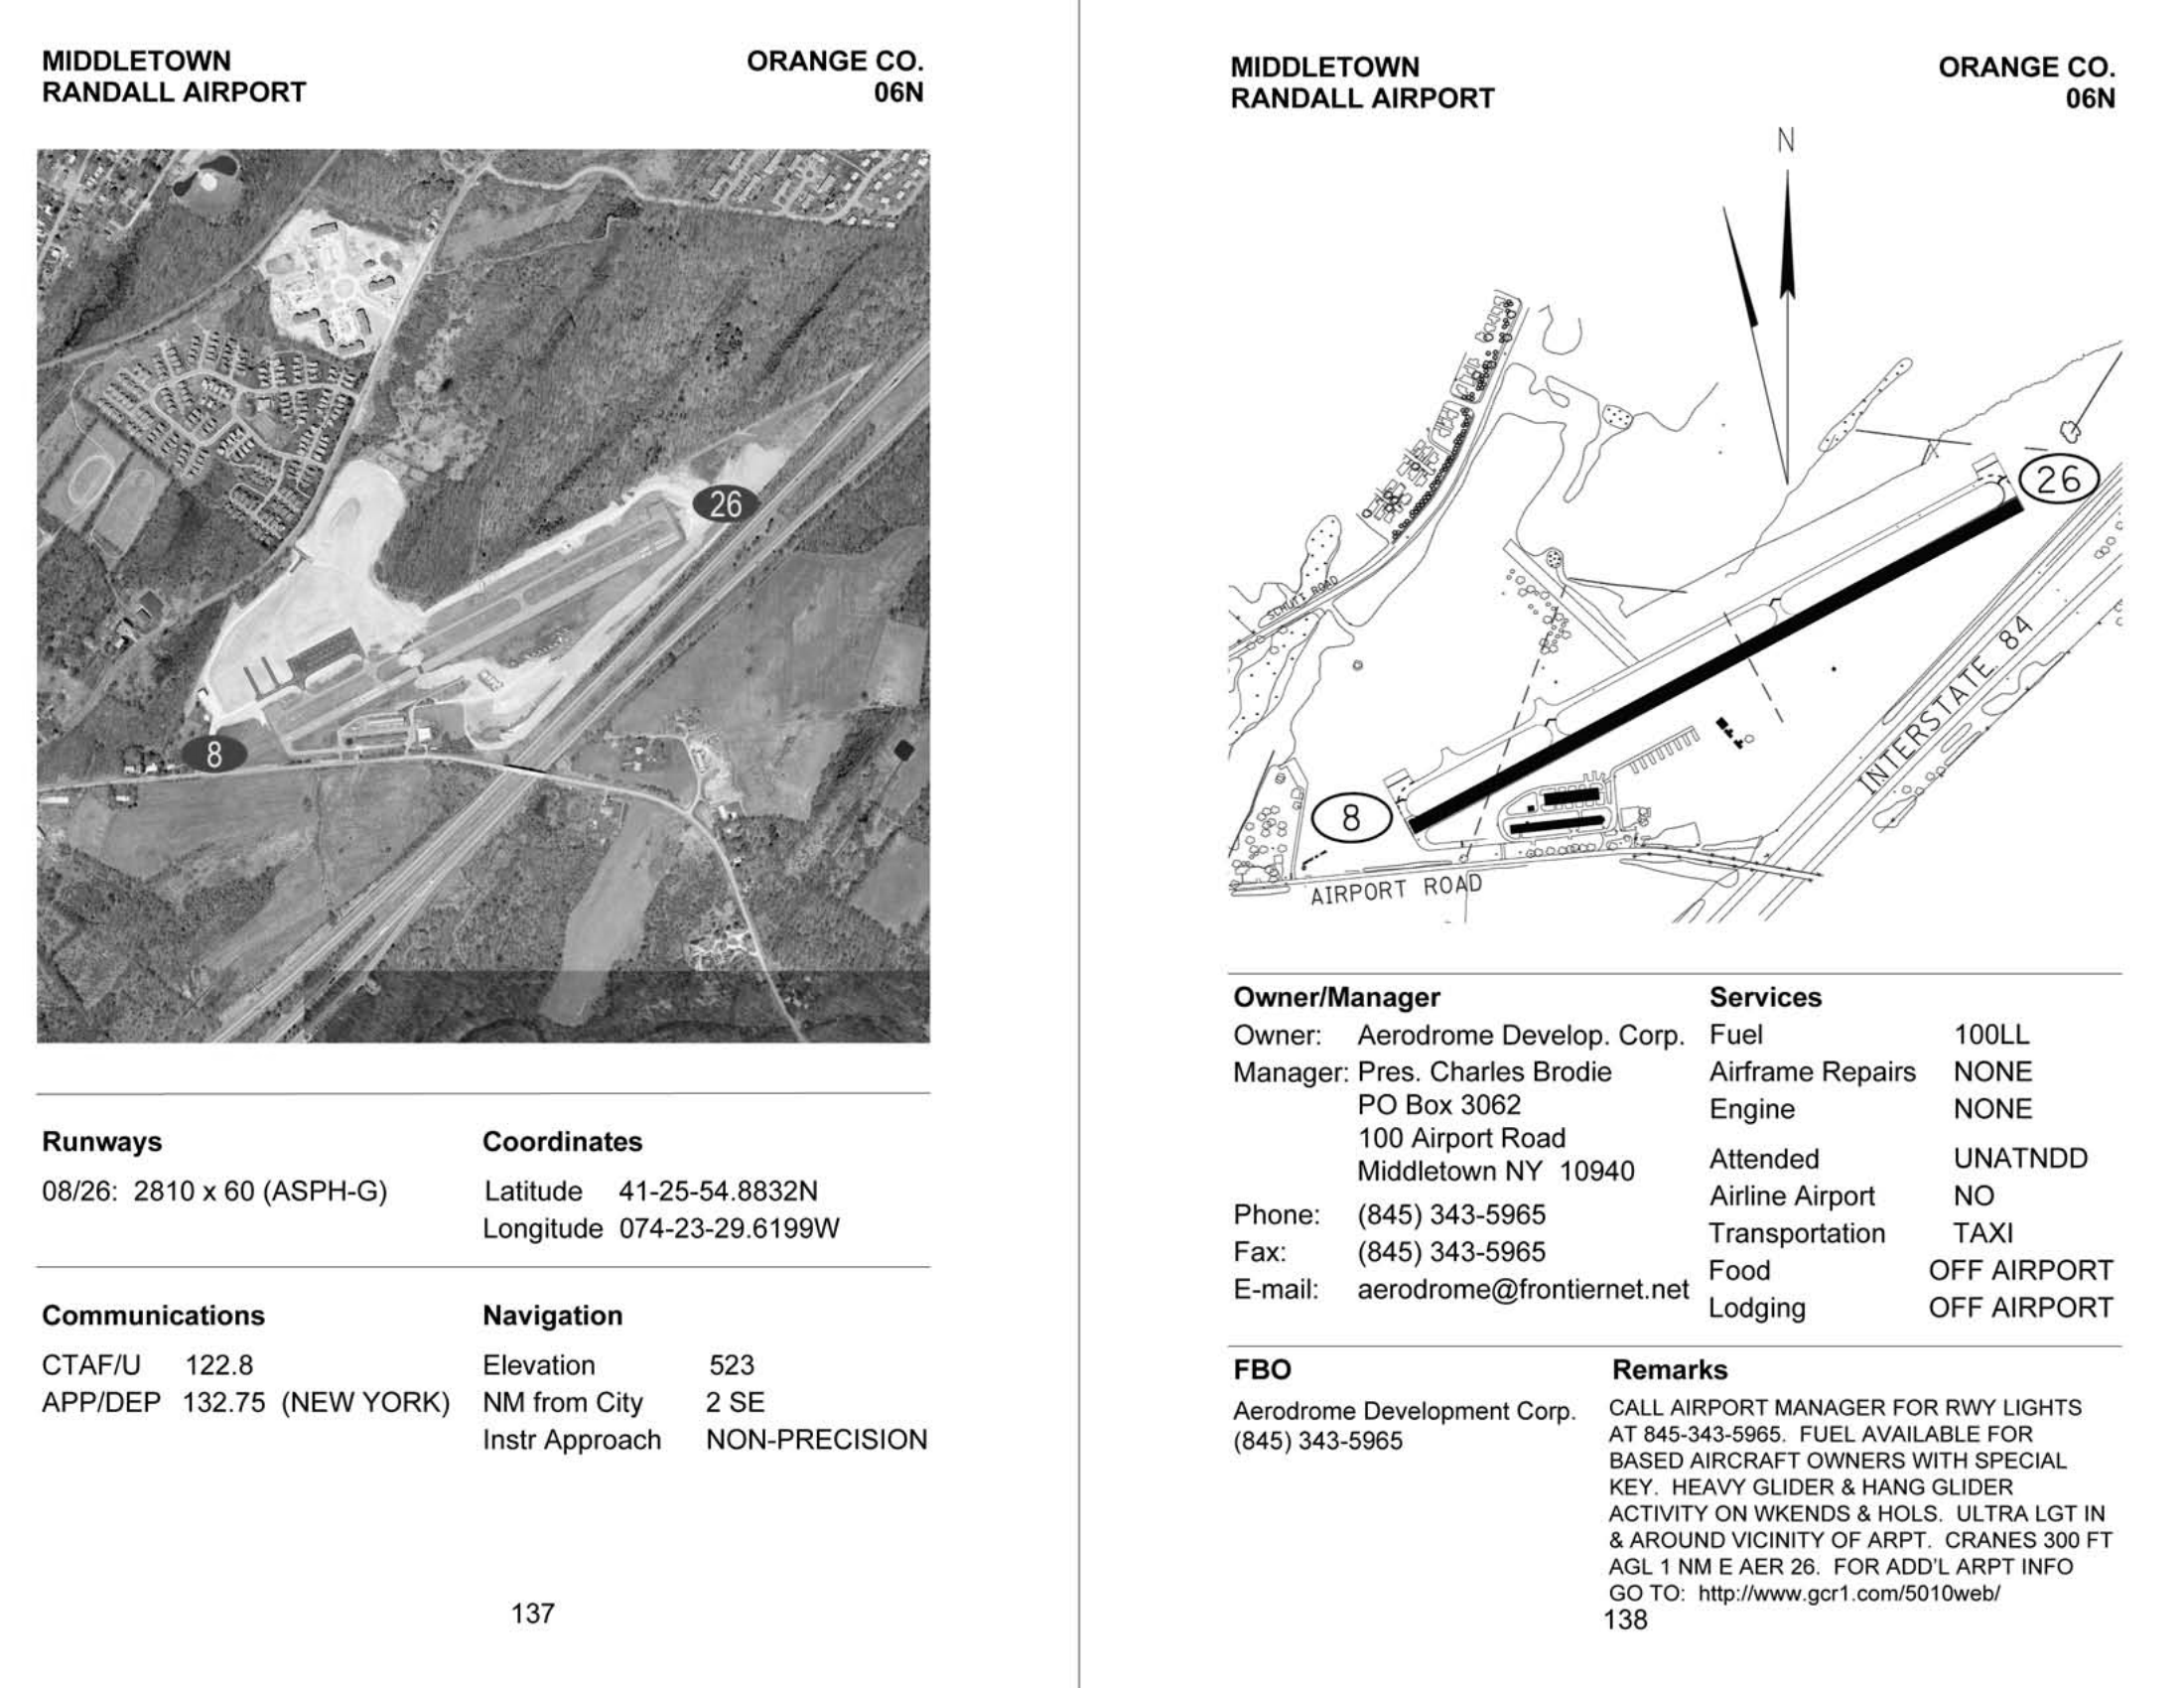 MIDDLETOWN
RANDALL AIRPORT
ORANGE CO.
06N
26
8
Runways
08/26: 2810 x 60 (ASPH-G)
Coordinates
Latitude 41-25-54.8832N
Longitude 074-23-29.6199W
Communications
CTAF/U 122.8
APP/DEP 132.75 (NEW YORK)
Navigation
Elevation 523
NM from City 2 SE
Instr Approach NON-PRECISION
137
MIDDLETOWN
RANDALL AIRPORT
ORANGE CO.
06N
N
26
SCHUTT ROAD
INTERSTATE 84
8
AIRPORT ROAD
Owner/Manager
Owner: Aerodrome Develop. Corp.
Manager: Pres. Charles Brodie
PO Box 3062
100 Airport Road
Middletown NY 10940
Phone: (845) 343-5965
Fax: (845) 343-5965
E-mail: aerodrome@frontiernet.net
Services
Fuel 100LL
Airframe Repairs NONE
Engine NONE
Attended UNATNDD
Airline Airport NO
Transportation TAXI
Food OFF AIRPORT
Lodging OFF AIRPORT
FBO
Aerodrome Development Corp.
(845) 343-5965
Remarks
CALL AIRPORT MANAGER FOR RWY LIGHTS
AT 845-343-5965. FUEL AVAILABLE FOR
BASED AIRCRAFT OWNERS WITH SPECIAL
KEY. HEAVY GLIDER & HANG GLIDER
ACTIVITY ON WKENDS & HOLS. ULTRA LGT IN
& AROUND VICINITY OF ARPT. CRANES 300 FT
AGL 1 NM E AER 26. FOR ADD'L ARPT INFO
GO TO: http://www.gcr1.com/5010web/
138